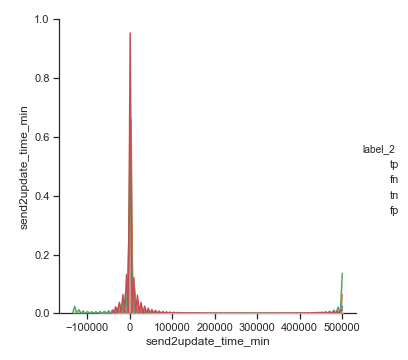 1.0
0.8
0.6
0.4
0.2
0.0
send2update_time_min
−100000 0 100000 200000 300000 400000 500000
send2update_time_min
label_2
tp
fn
tn
fp